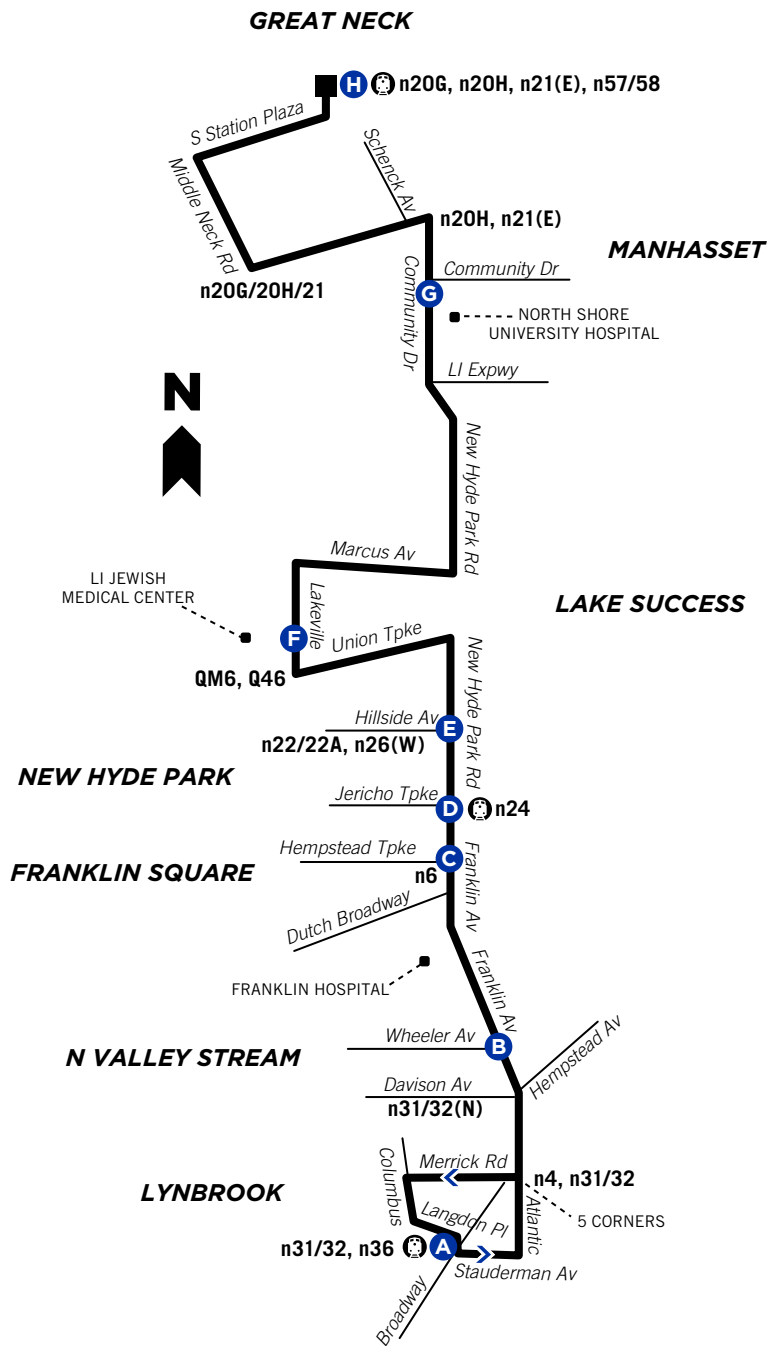 GREAT NECK
H n20G, n20H, n21(E), n57/58
S Station Plaza
Schenck Av
Middle Neck Rd
n20H, n21(E)
MANHASSET
Community Dr
n20G/20H/21
G
Community Dr
NORTH SHORE
UNIVERSITY HOSPITAL
LI Expwy
N
New Hyde Park Rd
Marcus Av
LI JEWISH
MEDICAL CENTER
Lakeville
LAKE SUCCESS
F
Union Tpke
QM6, Q46
New Hyde Park Rd
Hillside Av
E
n22/22A, n26(W)
NEW HYDE PARK
Jericho Tpke
D n24
Hempstead Tpke
C
n6
FRANKLIN SQUARE
Franklin Av
Dutch Broadway
FRANKLIN HOSPITAL
Franklin Av
Wheeler Av
B
N VALLEY STREAM
Hempstead Av
Davison Av
n31/32(N)
Merrick Rd
n4, n31/32
LYNBROOK
Columbus
Langdon Pl
Atlantic
5 CORNERS
n31/32, n36 A
Stauderman Av
Broadway